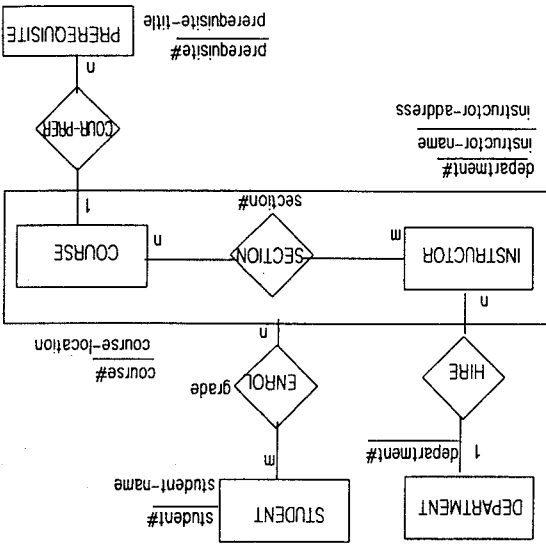 DEPARTMENT
STUDENT
student#
student-name
1
department#
m
HIRE
ENROL
grade
course#
course-location
n
n
INSTRUCTOR
m
SECTION
n
COURSE
section#
1
department#
instructor-name
instructor-address
COUR-PRER
n
prerequisite#
prerequisite-title
PREREQUISITE